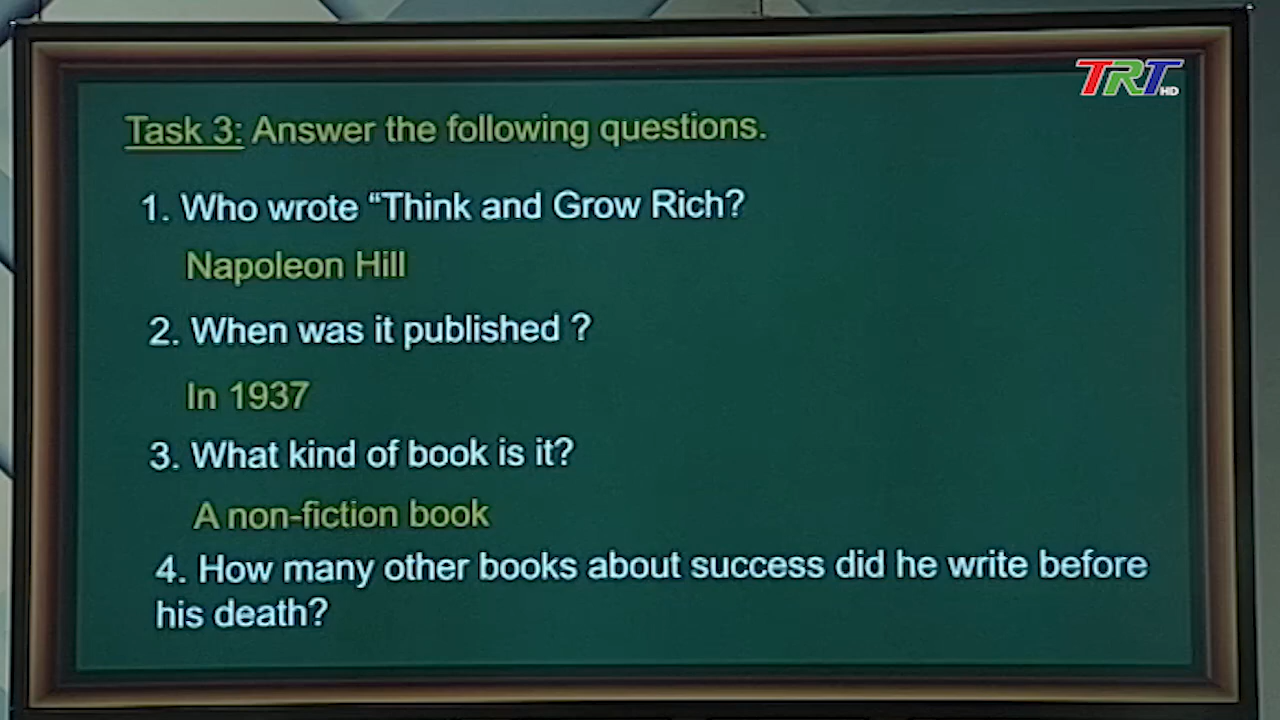 TRT HD
Task 3: Answer the following questions.
1. Who wrote “Think and Grow Rich?
Napoleon Hill
2. When was it published ?
In 1937
3. What kind of book is it?
A non-fiction book
4. How many other books about success did he write before
his death?